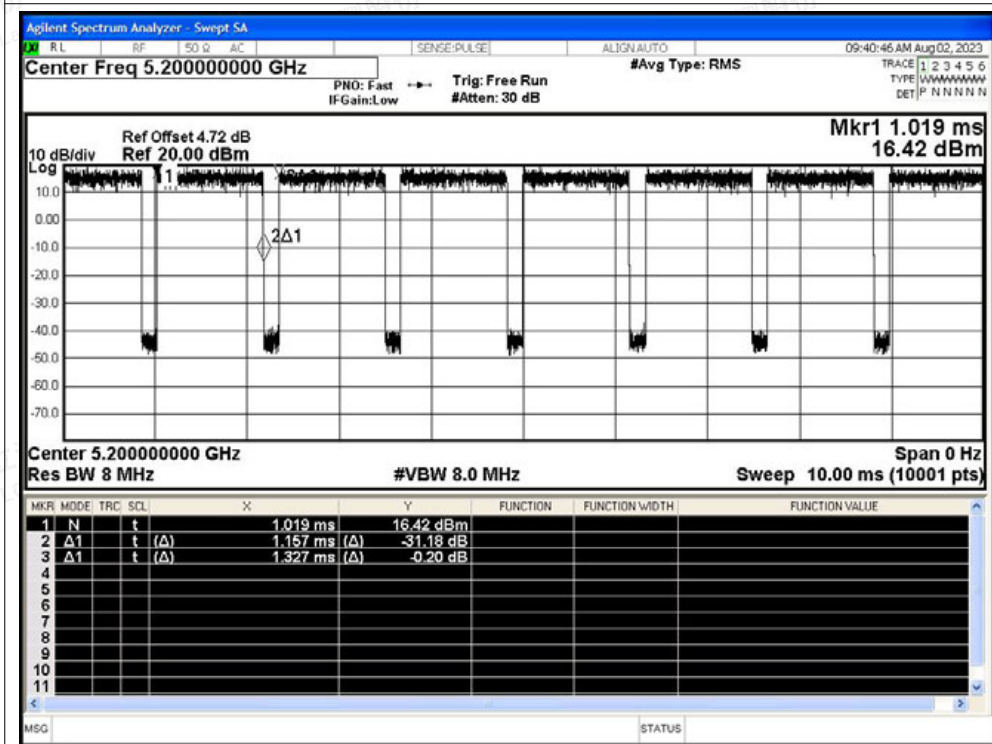 Agilent Spectrum Analyzer - Swept SA
RL RF 50 Ω AC SENSE:PULSE ALIGN AUTO 09:40:46 AM Aug 02, 2023
Center Freq 5.200000000 GHz #Avg Type: RMS TRACE 1 2 3 4 5 6
PNO: Fast Trig: Free Run TYPE
IFGain:Low #Atten: 30 dB DET P N N N N N
Mkr1 1.019 ms
Ref Offset 4.72 dB
10 dB/div Ref 20.00 dBm 16.42 dBm
Log
1
10.0
0.00
2Δ1
-10.0
-20.0
-30.0
-40.0
-50.0
-60.0
-70.0
Center 5.200000000 GHz Span 0 Hz
Res BW 8 MHz #VBW 8.0 MHz Sweep 10.00 ms (10001 pts)
MKR MODE TRC SCL X Y FUNCTION FUNCTION WIDTH FUNCTION VALUE
1 N t 1.019 ms 16.42 dBm
2 Δ1 t (Δ) 1.157 ms (Δ) -31.18 dB
3 Δ1 t (Δ) 1.327 ms (Δ) -0.20 dB
4
5
6
7
8
9
10
11
MSG STATUS